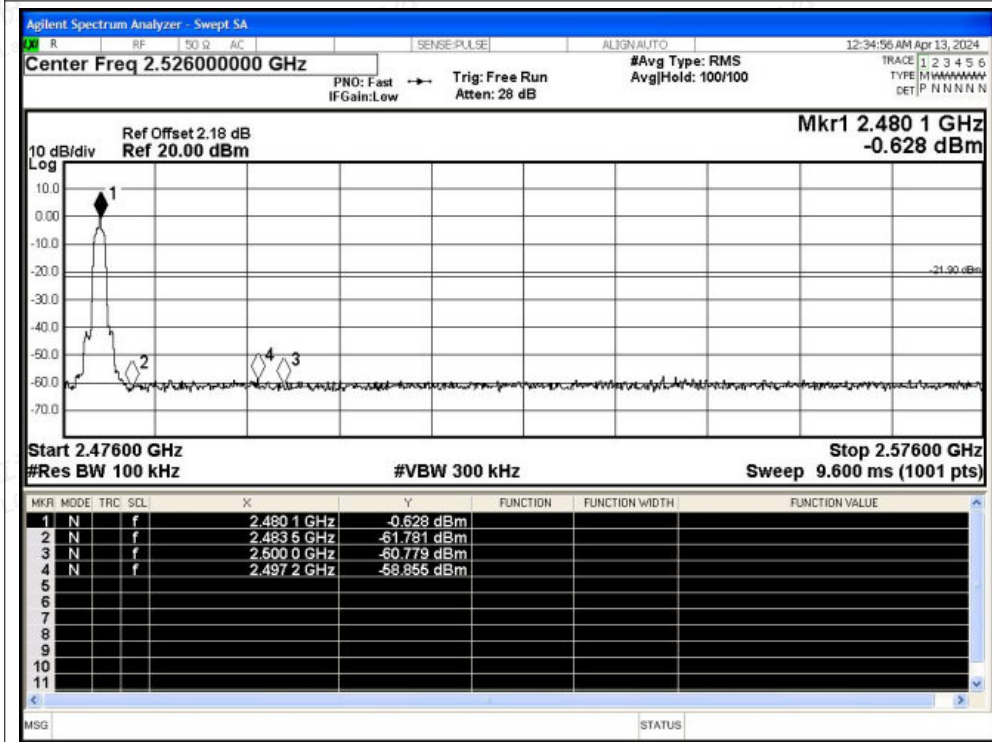 Agilent Spectrum Analyzer - Swept SA
LXI R RF 50 Ω AC SENSE:PULSE ALIGNAUTO 12:34:56 AM Apr 13, 2024
Center Freq 2.526000000 GHz #Avg Type: RMS TRACE 1 2 3 4 5 6
PNO: Fast Trig: Free Run Avg|Hold: 100/100 TYPE M
IFGain:Low Atten: 28 dB DET P N N N N N
Mkr1 2.480 1 GHz
Ref Offset 2.18 dB
10 dB/div Ref 20.00 dBm -0.628 dBm
Log
10.0
1
0.00
-10.0
-20.0
-21.90 dBm
-30.0
-40.0
-50.0
2 4 3
-60.0
-70.0
Start 2.47600 GHz Stop 2.57600 GHz
#Res BW 100 kHz #VBW 300 kHz Sweep 9.600 ms (1001 pts)
MKR MODE TRC SCL X Y FUNCTION FUNCTION WIDTH FUNCTION VALUE
1 N f 2.480 1 GHz -0.628 dBm
2 N f 2.483 5 GHz -61.781 dBm
3 N f 2.500 0 GHz -60.779 dBm
4 N f 2.497 2 GHz -58.855 dBm
5
6
7
8
9
10
11
MSG STATUS